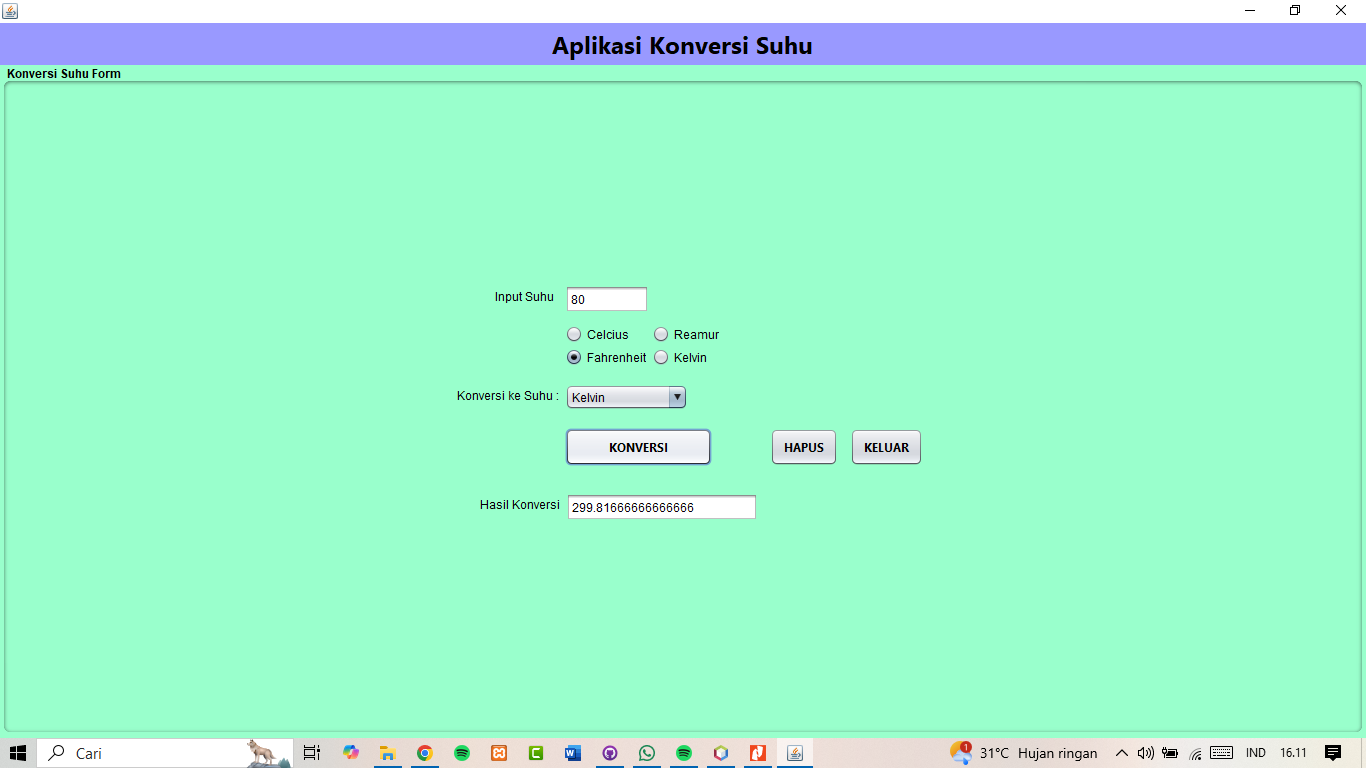 Aplikasi Konversi Suhu
Konversi Suhu Form
Input Suhu 80
Celcius Reamur
Fahrenheit Kelvin
Konversi ke Suhu : Kelvin
KONVERSI HAPUS KELUAR
Hasil Konversi 299.81666666666666
Cari 1 31°C Hujan ringan IND 16.11